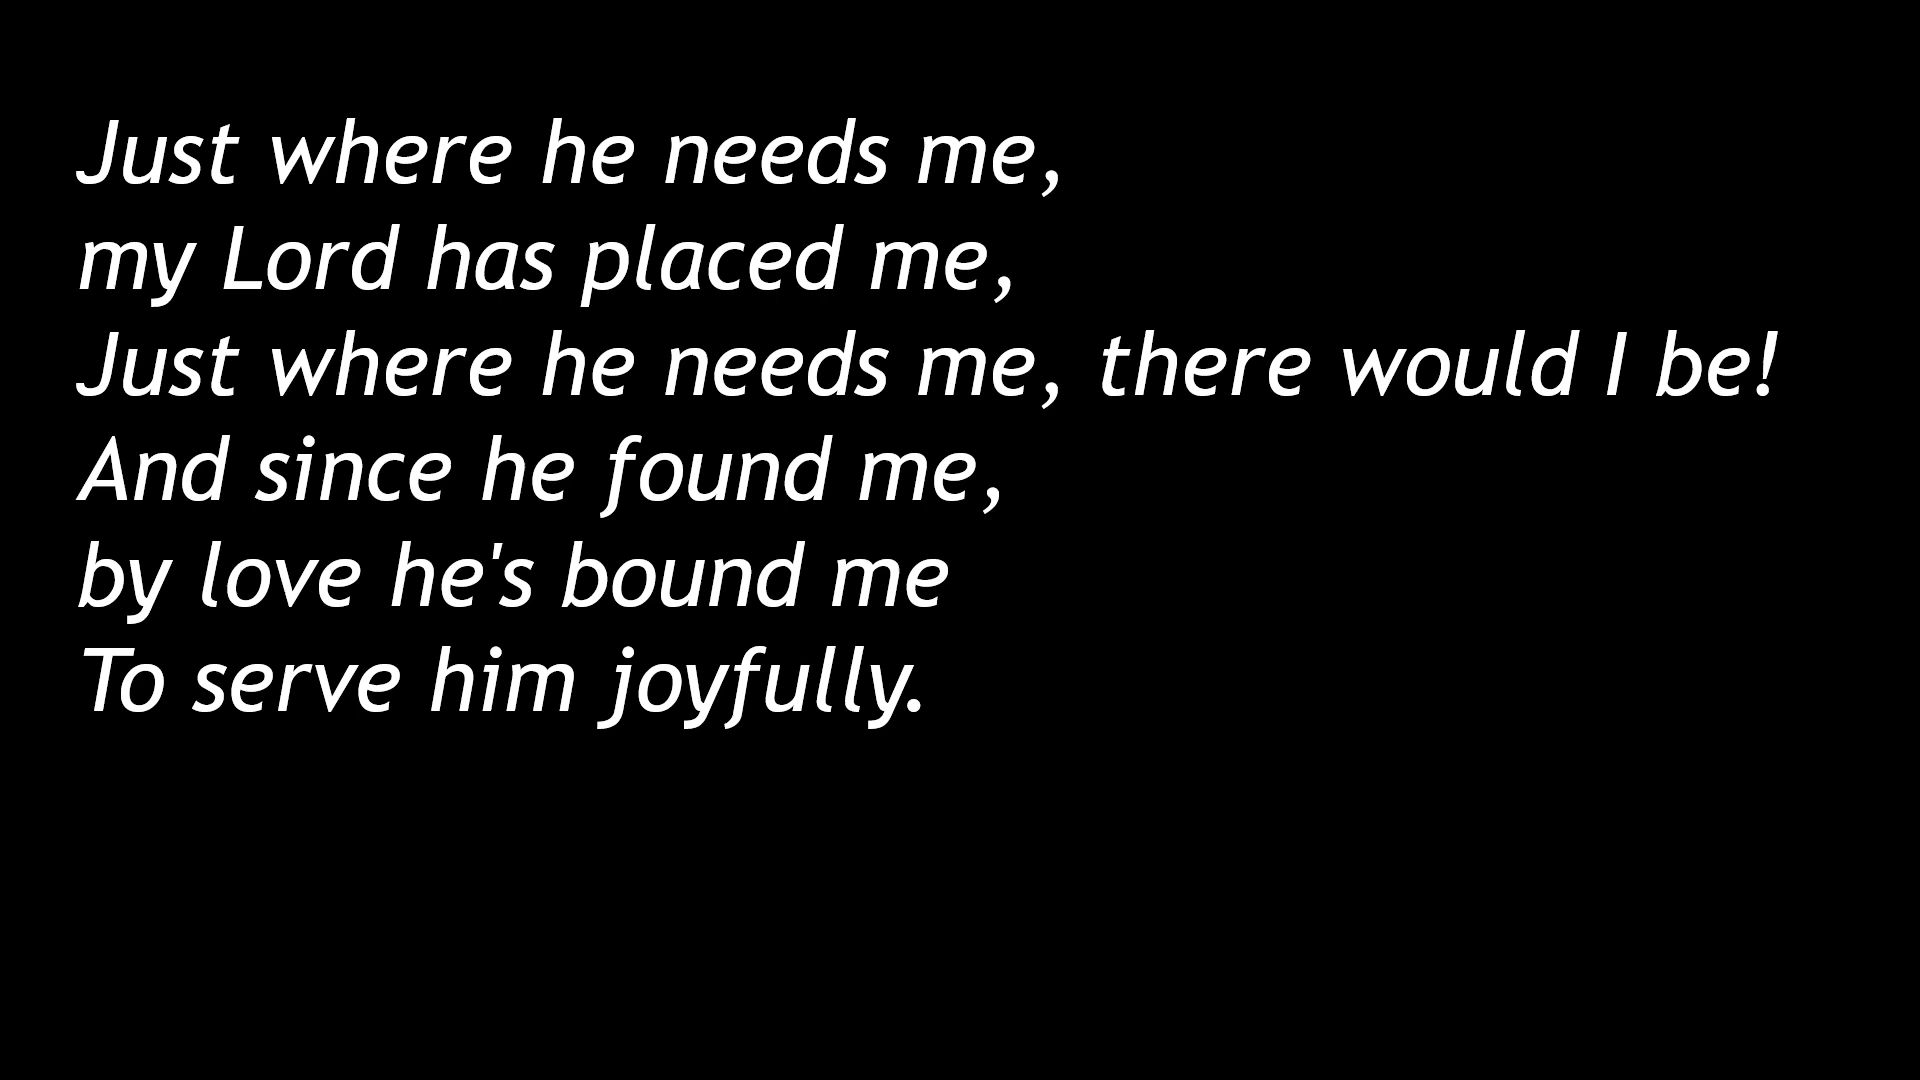 Just where he needs me,
my Lord has placed me,
Just where he needs me, there would I be!
And since he found me,
by love he's bound me
To serve him joyfully.